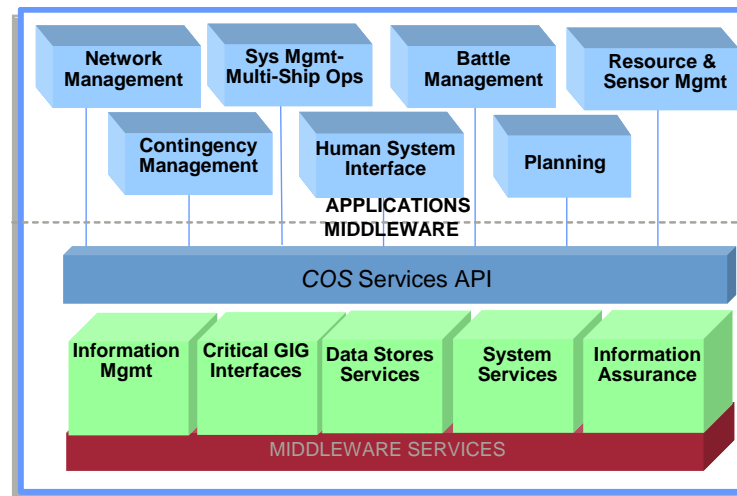 Network
Management
Sys Mgmt-
Multi-Ship Ops
Battle
Management
Resource &
Sensor Mgmt
Contingency
Management
Human System
Interface
Planning
APPLICATIONS
MIDDLEWARE
COS Services API
Information
Mgmt
Critical GIG
Interfaces
Data Stores
Services
System
Services
Information
Assurance
MIDDLEWARE SERVICES